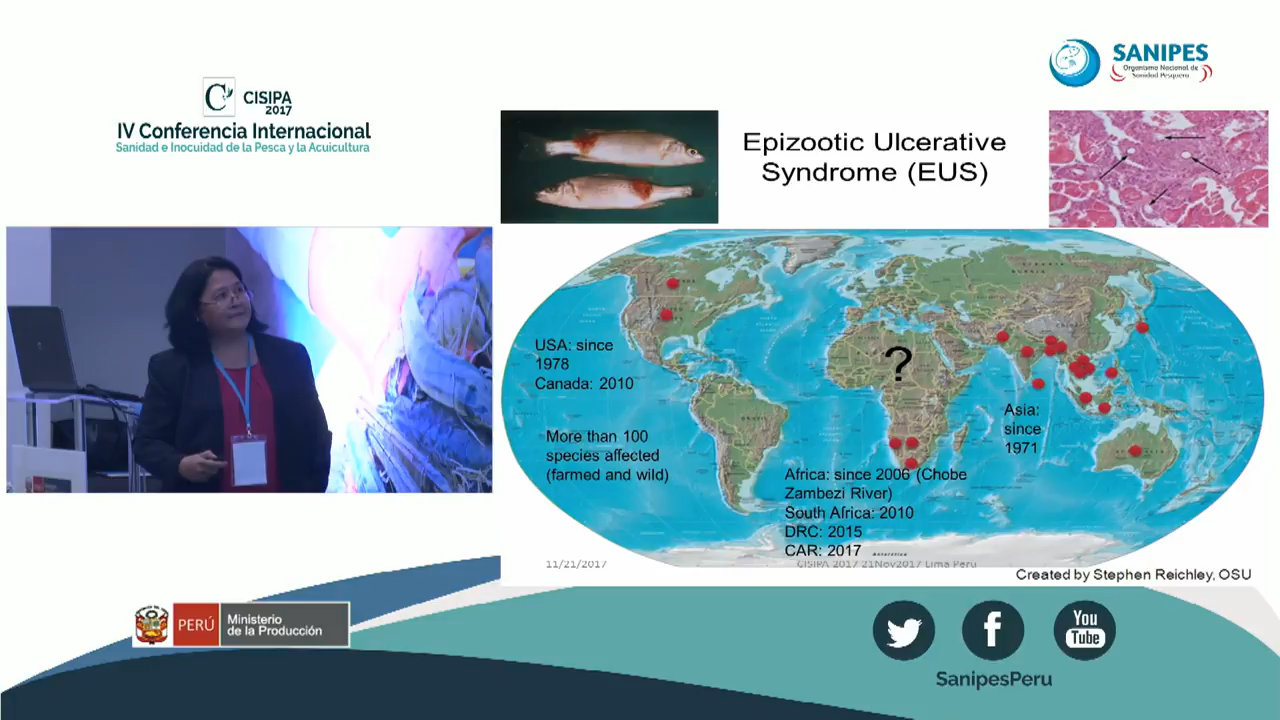 CISIPA
2017
IV Conferencia Internacional
Sanidad e Inocuidad de la Pesca y la Acuicultura
SANIPES
Organismo Nacional de
Sanidad Pesquera
Epizootic Ulcerative
Syndrome (EUS)
USA: since
1978
Canada: 2010
More than 100
species affected
(farmed and wild)
?
Africa: since 2006 (Chobe
Zambezi River)
South Africa: 2010
DRC: 2015
CAR: 2017
Asia:
since
1971
11/21/2017
CISIPA 2017 21Nov2017 Lima Peru
Created by Stephen Reichley, OSU
PERÚ
Ministerio
de la Producción
You
Tube
SanipesPeru